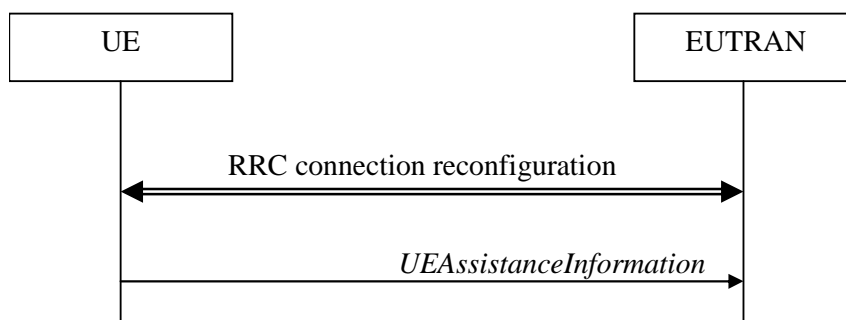 UE
EUTRAN
RRC connection reconfiguration
UEAssistanceInformation